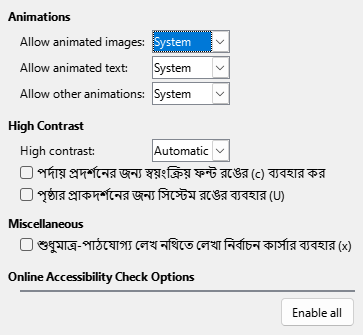 Animations
Allow animated images: System
Allow animated text: System
Allow other animations: System
High Contrast
High contrast: Automatic
পর্দায় প্রদর্শনের জন্য স্বয়ংক্রিয় ফন্ট রঙের (c) ব্যবহার কর
পৃষ্ঠার প্রাকদর্শনের জন্য সিস্টেম রঙের ব্যবহার (U)
Miscellaneous
শুধুমাত্র-পাঠযোগ্য লেখ নথিতে লেখা নির্বাচন কার্সার ব্যবহার (x)
Online Accessibility Check Options
Enable all